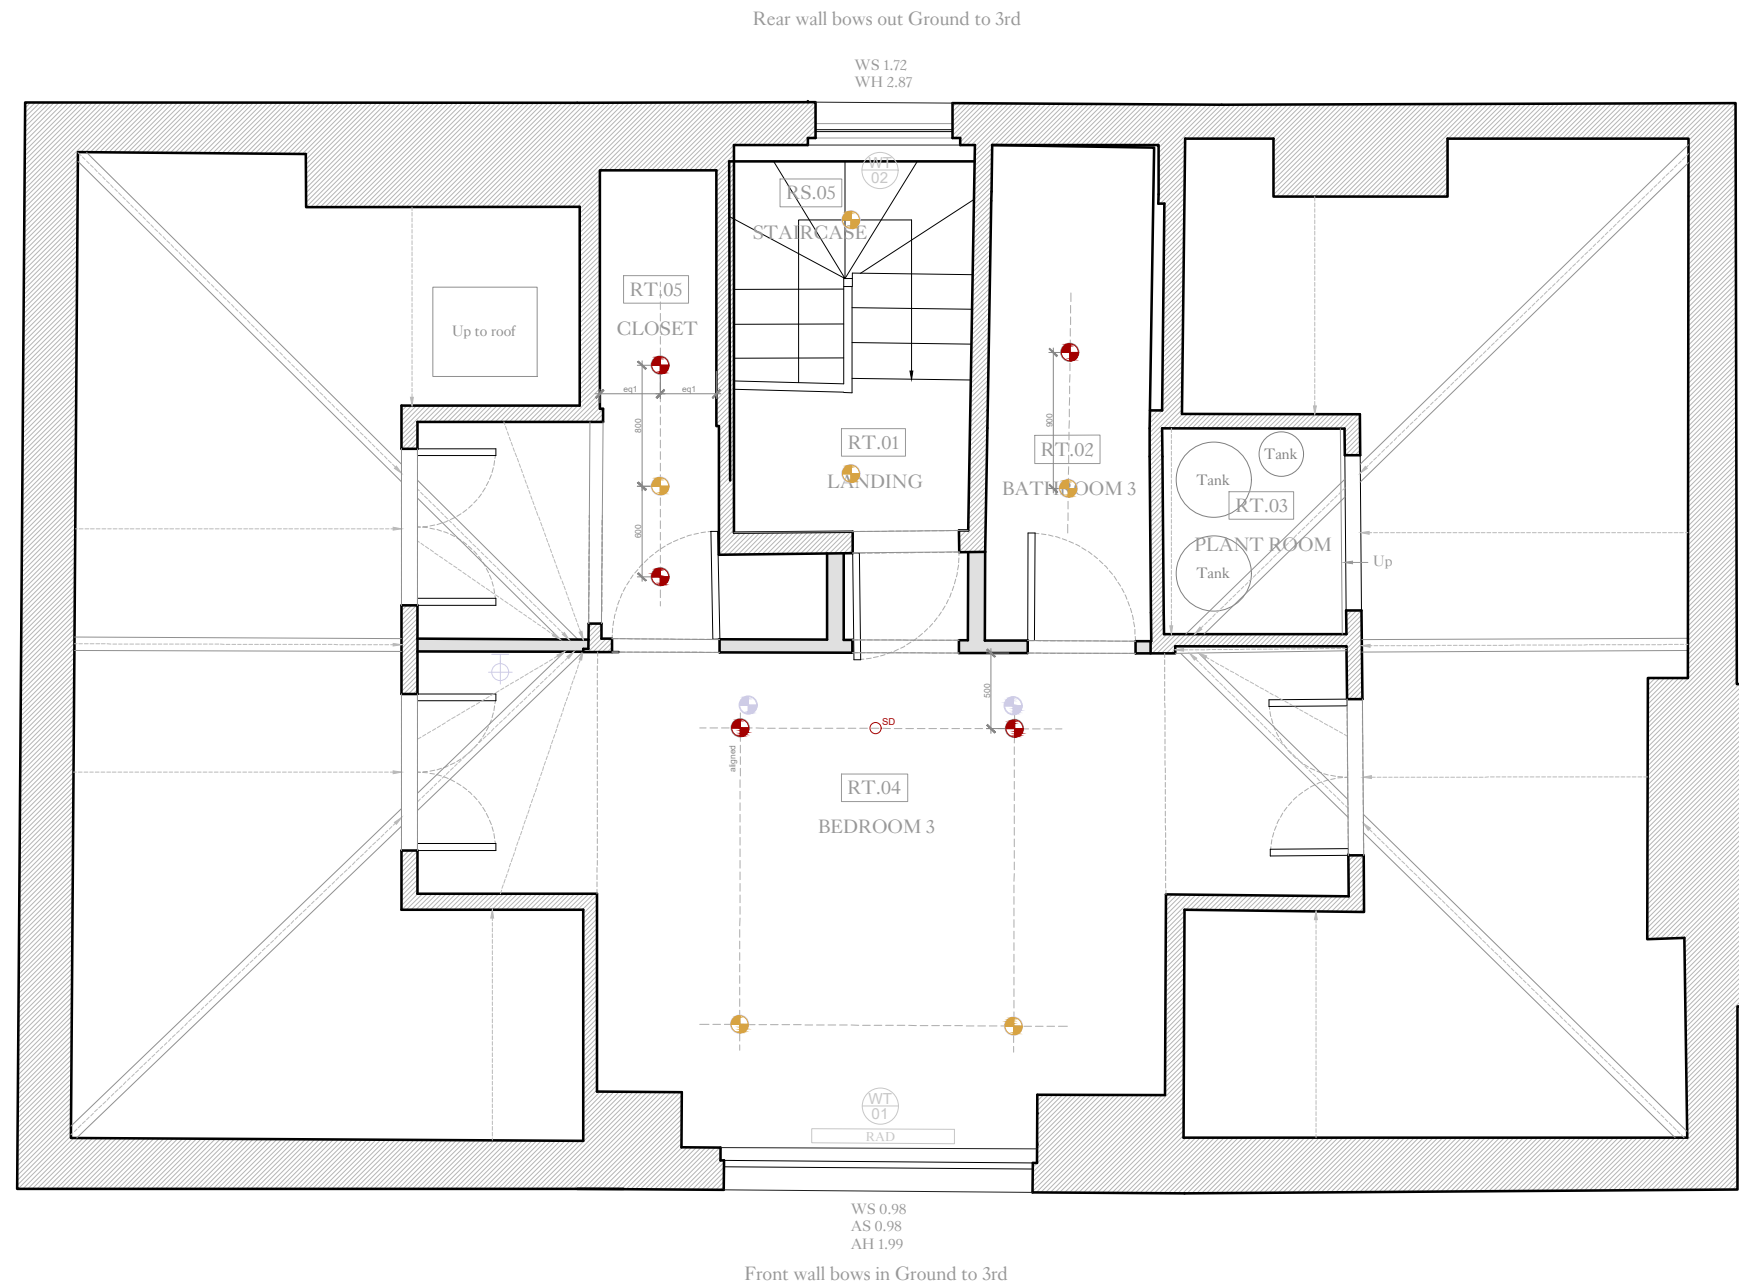 Rear wall bows out Ground to 3rd
WS 1.72
WH 2.87
WT
02
RS.05
STAIRCASE
RT.05
CLOSET
Up to roof
eq1
eq1
800
600
RT.01
LANDING
900
RT.02
BATHROOM 3
Tank
Tank
RT.03
PLANT ROOM
Tank
Up
500
SD
aligned
RT.04
BEDROOM 3
WT
01
RAD
WS 0.98
AS 0.98
AH 1.99
Front wall bows in Ground to 3rd